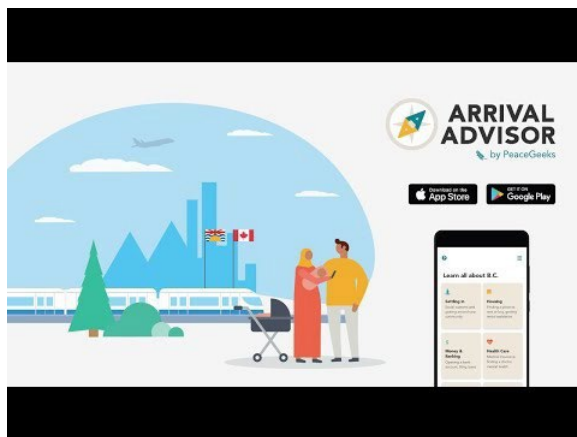 ARRIVAL
ADVISOR
by PeaceGeeks
Download on the
App Store
GET IT ON
Google Play
Learn all about B.C.
Settling In
Housing
Money &
Banking
Health Care